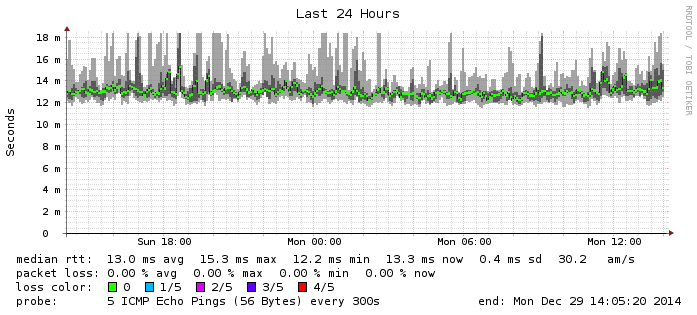 Last 24 Hours
RRDTOOL / TOBI OETIKER
Seconds
18 m
16 m
14 m
12 m
10 m
8 m
6 m
4 m
2 m
0
Sun 18:00 Mon 00:00 Mon 06:00 Mon 12:00
median rtt: 13.0 ms avg 15.3 ms max 12.2 ms min 13.3 ms now 0.4 ms sd 30.2 am/s
packet loss: 0.00 % avg 0.00 % max 0.00 % min 0.00 % now
loss color: 0 1/5 2/5 3/5 4/5
probe: 5 ICMP Echo Pings (56 Bytes) every 300s end: Mon Dec 29 14:05:20 2014